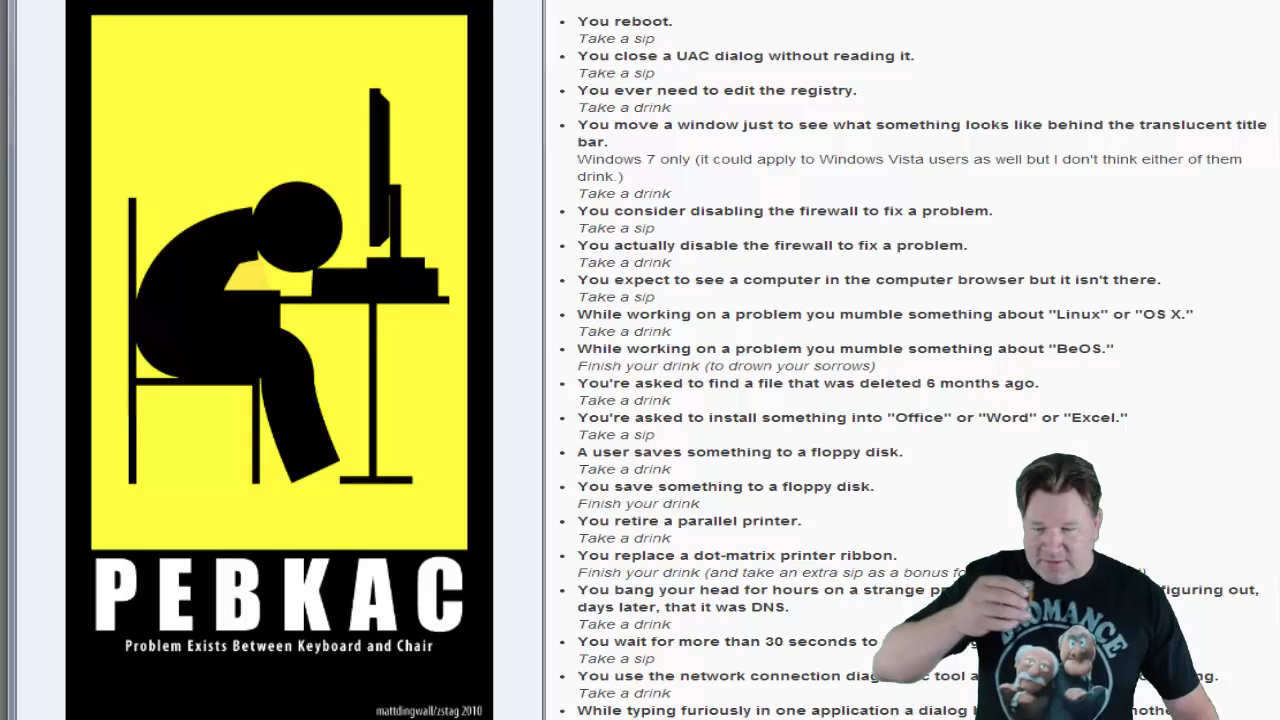 PEBKAC
Problem Exists Between Keyboard and Chair
mattdingwall/zstag 2010
• You reboot.
Take a sip
• You close a UAC dialog without reading it.
Take a sip
• You ever need to edit the registry.
Take a drink
• You move a window just to see what something looks like behind the translucent title
bar.
Windows 7 only (it could apply to Windows Vista users as well but I don't think either of them
drink.)
Take a drink
• You consider disabling the firewall to fix a problem.
Take a sip
• You actually disable the firewall to fix a problem.
Take a drink
• You expect to see a computer in the computer browser but it isn't there.
Take a sip
• While working on a problem you mumble something about "Linux" or "OS X."
Take a drink
• While working on a problem you mumble something about "BeOS."
Finish your drink (to drown your sorrows)
• You're asked to find a file that was deleted 6 months ago.
Take a drink
• You're asked to install something into "Office" or "Word" or "Excel."
Take a sip
• A user saves something to a floppy disk.
Take a drink
• You save something to a floppy disk.
Finish your drink
• You retire a parallel printer.
Take a drink
• You replace a dot-matrix printer ribbon.
Finish your drink (and take an extra sip as a bonus
• You bang your head for hours on a strange figuring out,
days later, that it was DNS.
Take a drink
• You wait for more than 30 seconds to
Take a sip
• You use the network connection tool
Take a drink
• While typing furiously in one application a dialog
ROMANCE